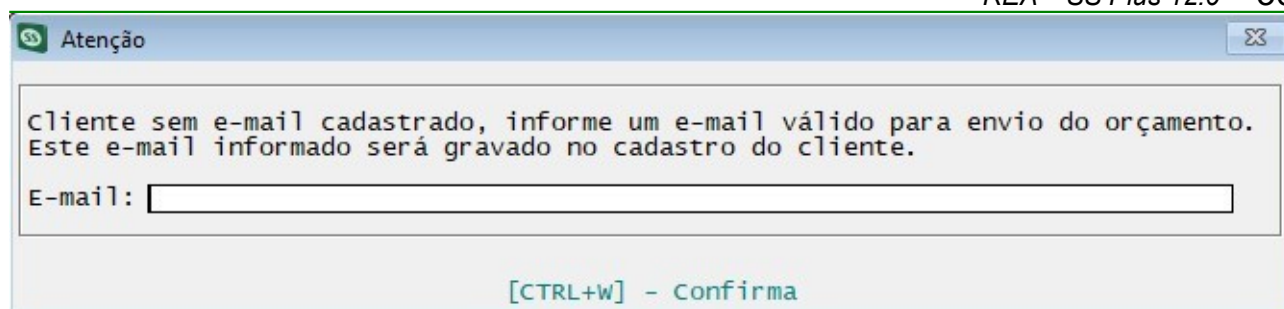 SS Atenção
Cliente sem e-mail cadastrado, informe um e-mail válido para envio do orçamento.
Este e-mail informado será gravado no cadastro do cliente.
E-mail:
[CTRL+W] - Confirma